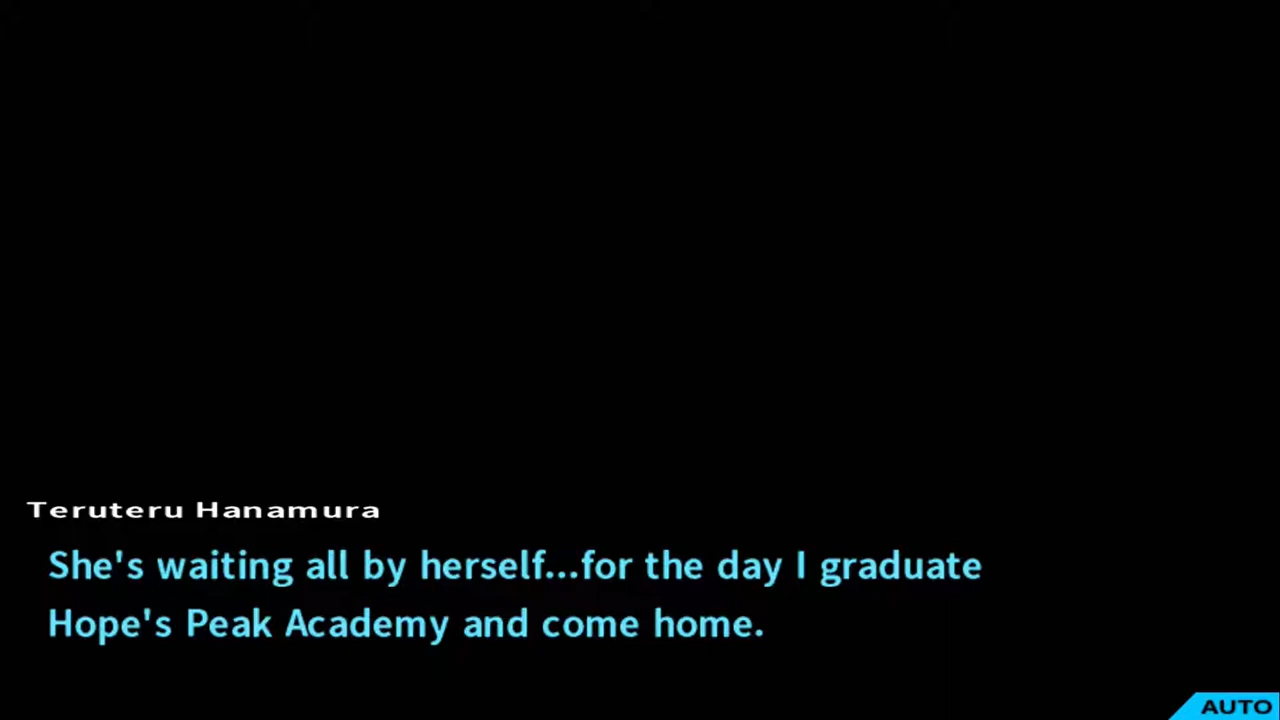 Teruteru Hanamura
She's waiting all by herself...for the day I graduate
Hope's Peak Academy and come home.
AUTO